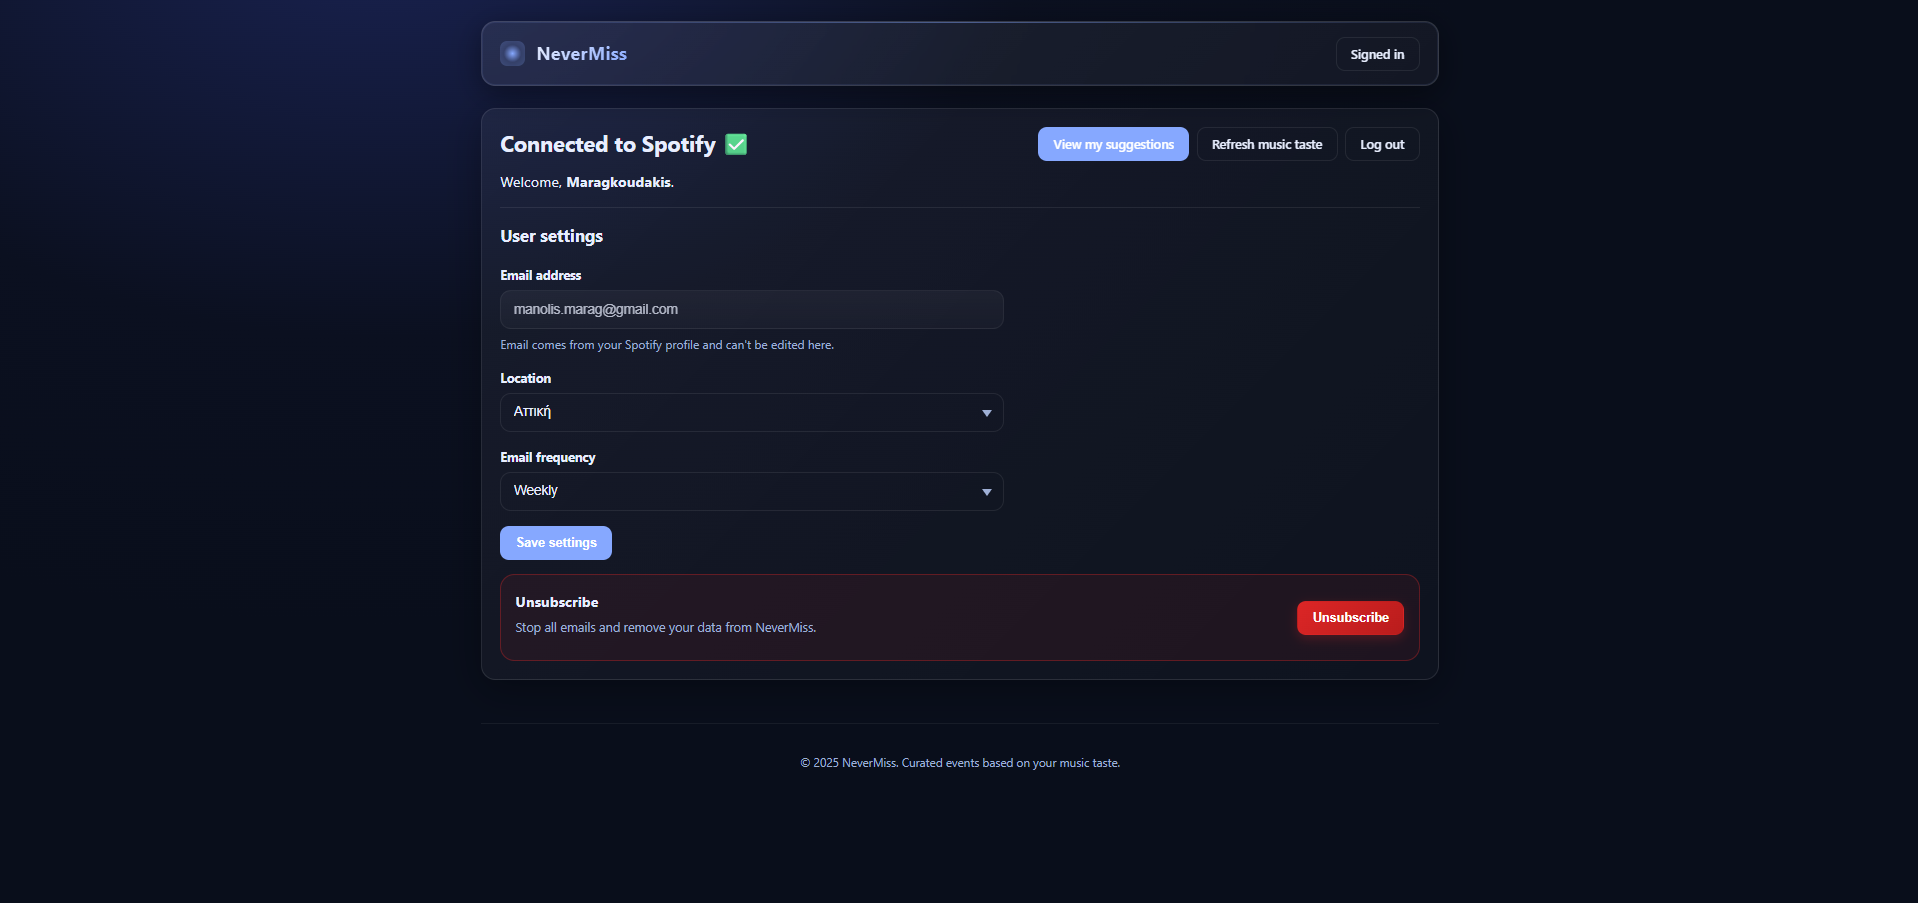 NeverMiss
Signed in
Connected to Spotify ✅
View my suggestions
Refresh music taste
Log out
Welcome, Maragkoudakis.
User settings
Email address
manolis.marag@gmail.com
Email comes from your Spotify profile and can't be edited here.
Location
Αττική
Email frequency
Weekly
Save settings
Unsubscribe
Stop all emails and remove your data from NeverMiss.
Unsubscribe
© 2025 NeverMiss. Curated events based on your music taste.